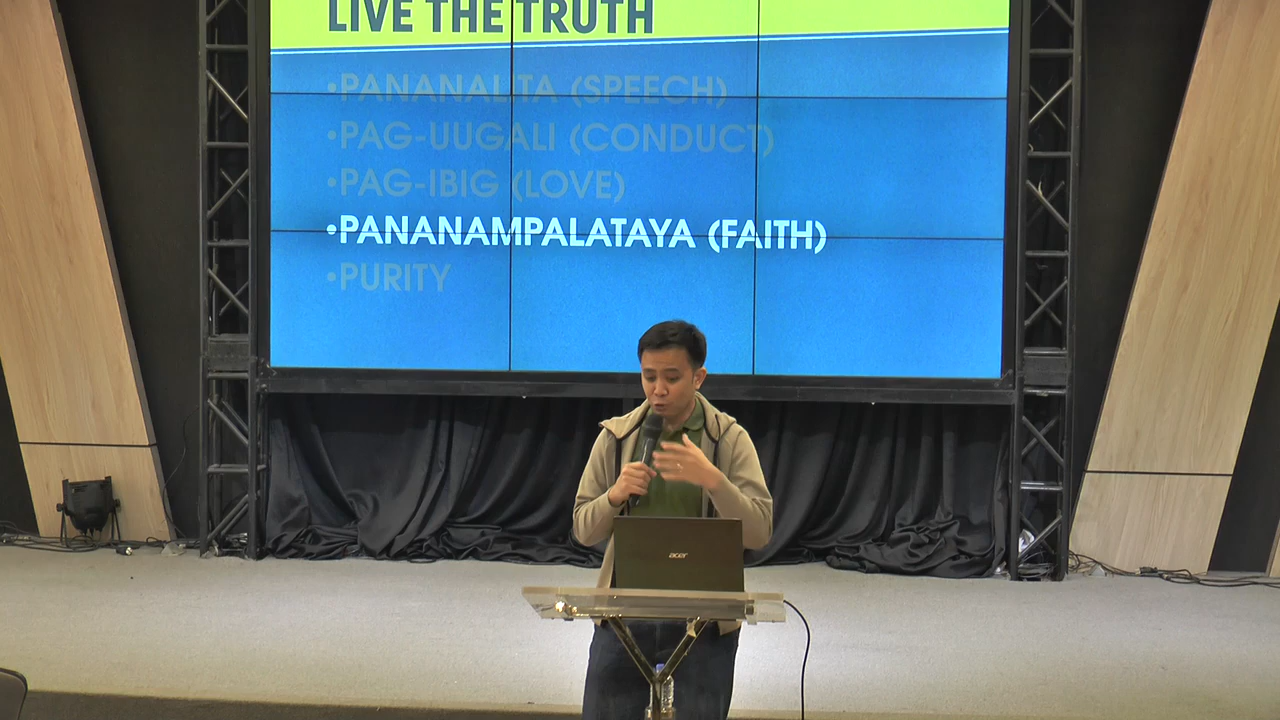 LIVE THE TRUTH
•PANANALITA (SPEECH)
•PAG-UUGALI (CONDUCT)
•PAG-IBIG (LOVE)
•PANANAMPALATAYA (FAITH)
•PURITY
acer